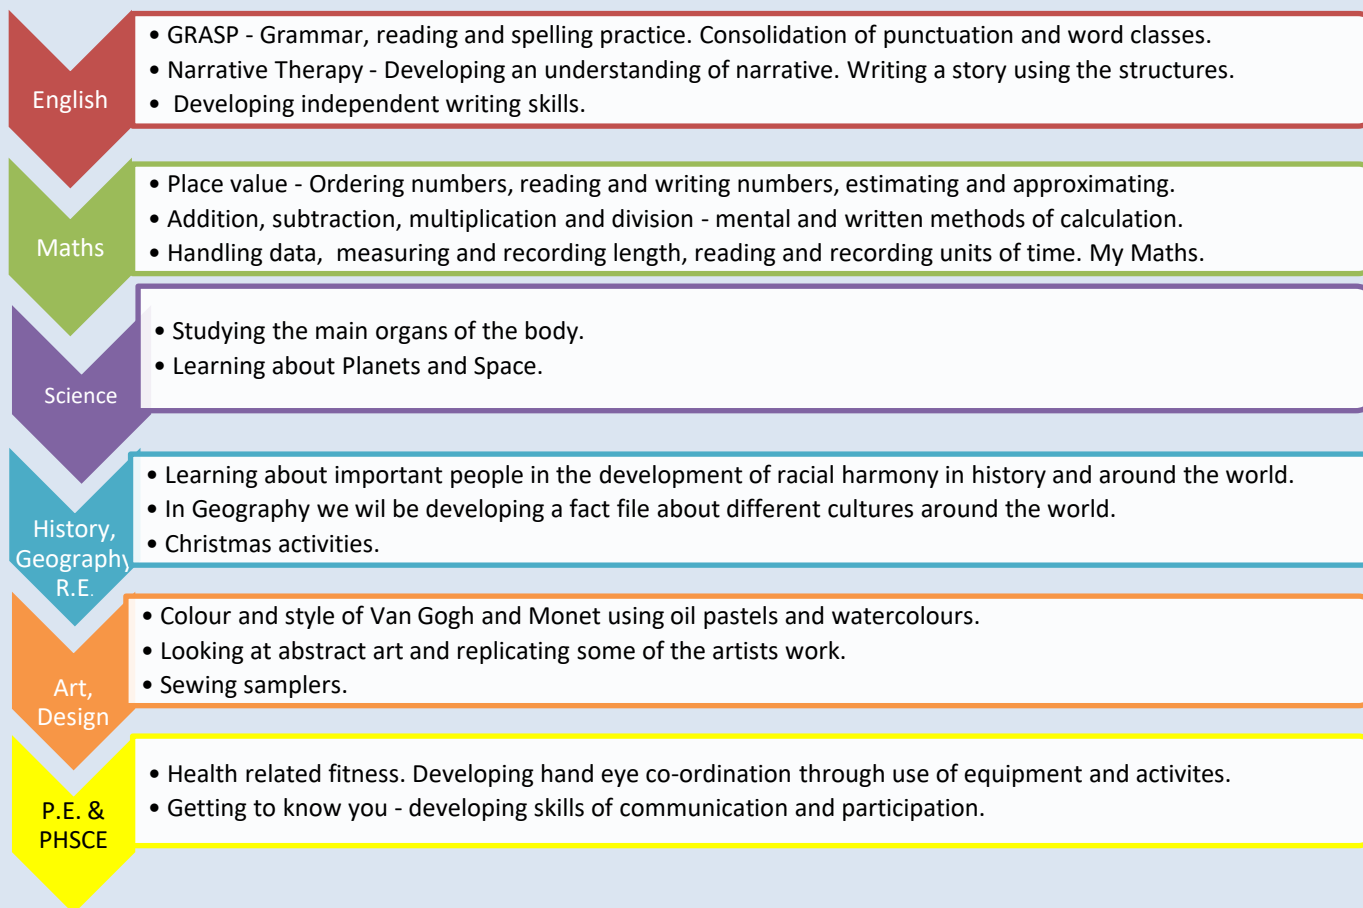 English
• GRASP - Grammar, reading and spelling practice. Consolidation of punctuation and word classes.
• Narrative Therapy - Developing an understanding of narrative. Writing a story using the structures.
• Developing independent writing skills.
Maths
• Place value - Ordering numbers, reading and writing numbers, estimating and approximating.
• Addition, subtraction, multiplication and division - mental and written methods of calculation.
• Handling data, measuring and recording length, reading and recording units of time. My Maths.
Science
• Studying the main organs of the body.
• Learning about Planets and Space.
History,
Geography
R.E.
• Learning about important people in the development of racial harmony in history and around the world.
• In Geography we wil be developing a fact file about different cultures around the world.
• Christmas activities.
Art,
Design
• Colour and style of Van Gogh and Monet using oil pastels and watercolours.
• Looking at abstract art and replicating some of the artists work.
• Sewing samplers.
P.E. &
PHSCE
• Health related fitness. Developing hand eye co-ordination through use of equipment and activites.
• Getting to know you - developing skills of communication and participation.